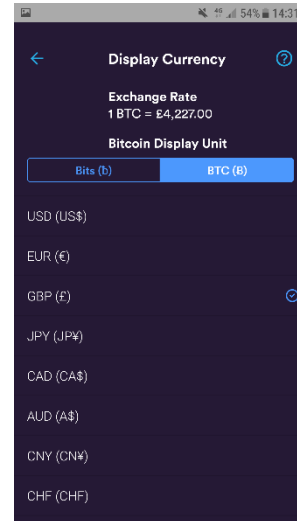 4G 54% 14:31
Display Currency
Exchange Rate
1 BTC = £4,227.00
Bitcoin Display Unit
Bits (ƀ) BTC (Ƀ)
USD (US$)
EUR (€)
GBP (£)
JPY (JP¥)
CAD (CA$)
AUD (A$)
CNY (CN¥)
CHF (CHF)